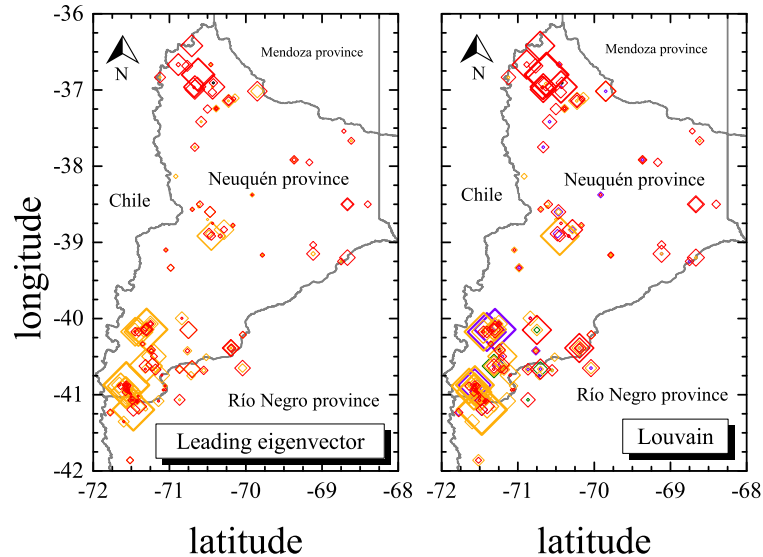 -36
-37
-38
-39
-40
-41
-42
longitude
N
Mendoza province
Neuquén province
Chile
Río Negro province
Leading eigenvector
-72 -71 -70 -69 -68
latitude
N
Mendoza province
Neuquén province
Chile
Río Negro province
Louvain
-72 -71 -70 -69 -68
latitude